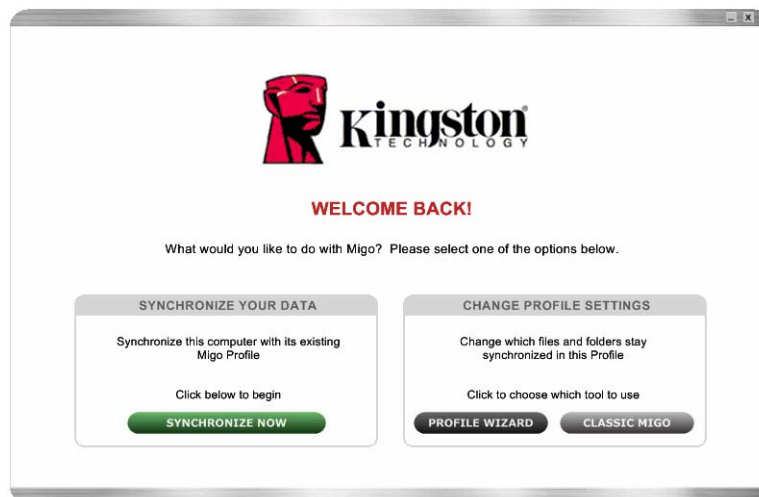 Kingston
TECHNOLOGY
WELCOME BACK!
What would you like to do with Migo? Please select one of the options below.
SYNCHRONIZE YOUR DATA
Synchronize this computer with its existing
Migo Profile
Click below to begin
SYNCHRONIZE NOW
CHANGE PROFILE SETTINGS
Change which files and folders stay
synchronized in this Profile
Click to choose which tool to use
PROFILE WIZARD
CLASSIC MIGO